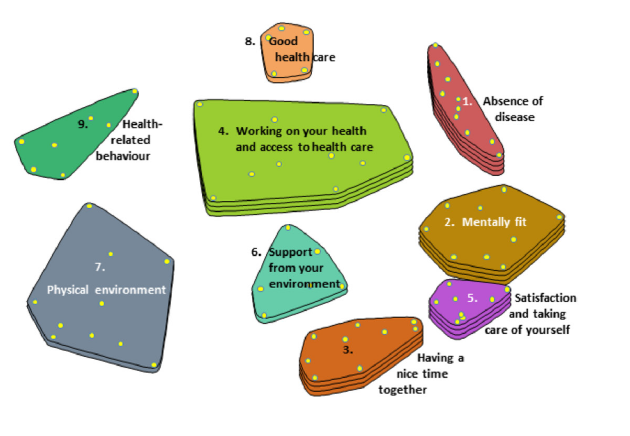 8. Good
health care
1. Absence of
disease
9. Health-
related
behaviour
4. Working on your health
and access to health care
2. Mentally fit
6. Support
from your
environment
7.
Physical environment
5. Satisfaction
and taking
care of yourself
3. Having a
nice time
together